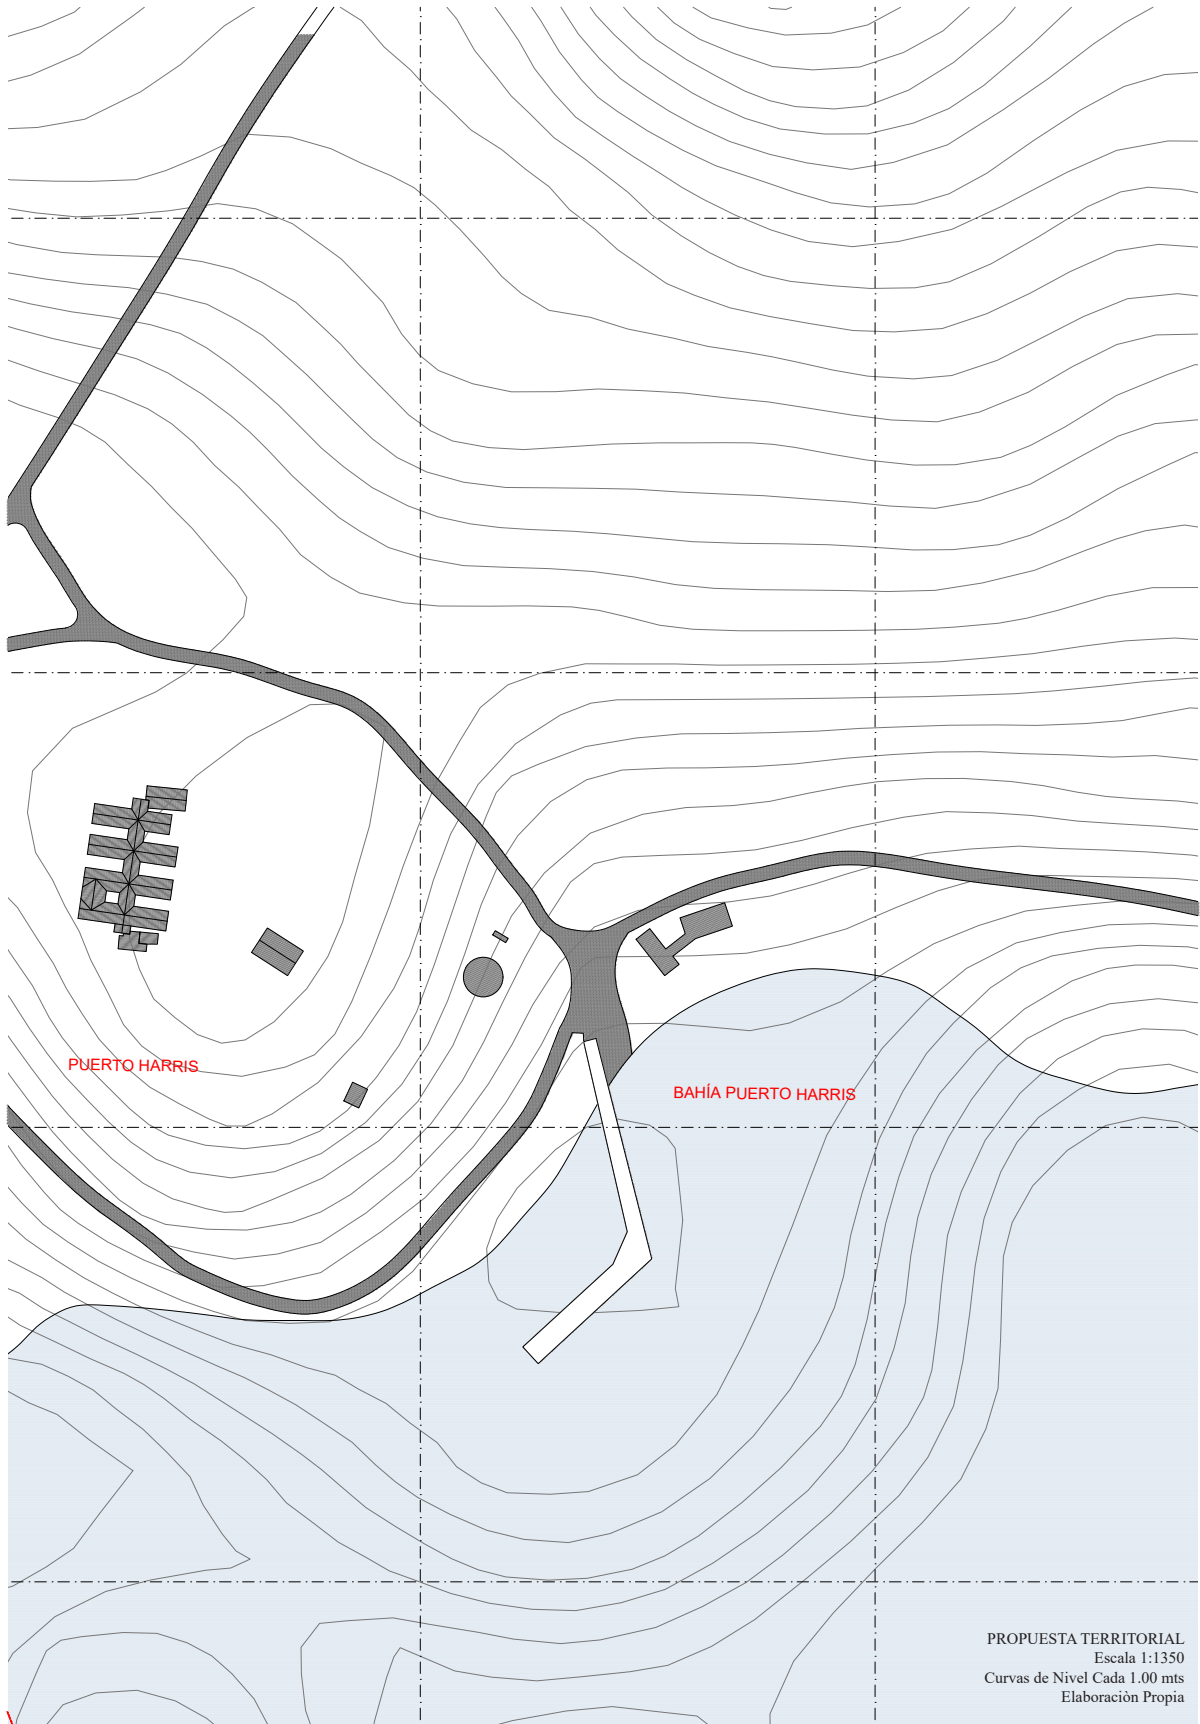 PUERTO HARRIS
BAHÍA PUERTO HARRIS
PROPUESTA TERRITORIAL
Escala 1:1350
Curvas de Nivel Cada 1.00 mts
Elaboraciòn Propia